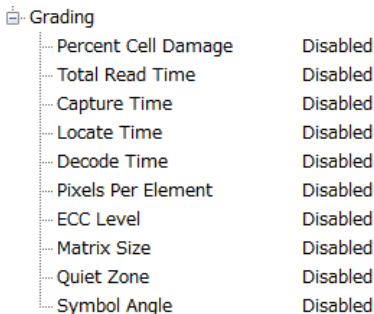 Grading
Percent Cell Damage Disabled
Total Read Time Disabled
Capture Time Disabled
Locate Time Disabled
Decode Time Disabled
Pixels Per Element Disabled
ECC Level Disabled
Matrix Size Disabled
Quiet Zone Disabled
Symbol Angle Disabled